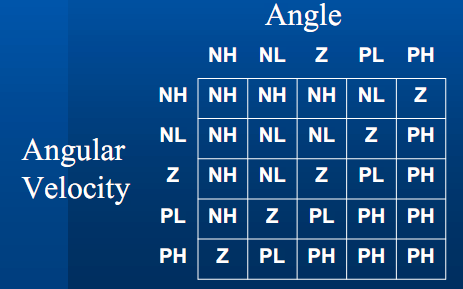 Angle
NH NL Z PL PH
NH NH NH NH NL Z
NL NH NL NL Z PH
Angular
Velocity
Z NH NL Z PL PH
PL NH Z PL PH PH
PH Z PL PH PH PH